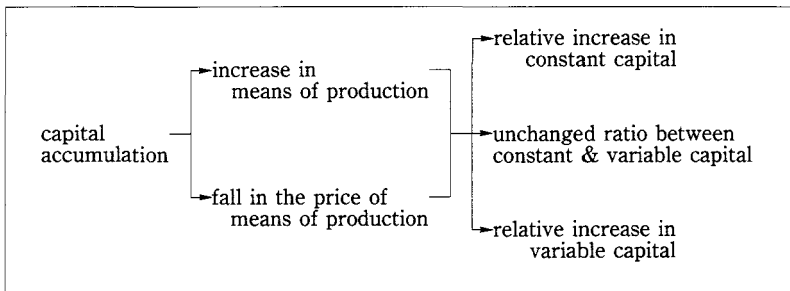 capital
accumulation
increase in
means of production
fall in the price of
means of production
relative increase in
constant capital
unchanged ratio between
constant & variable capital
relative increase in
variable capital